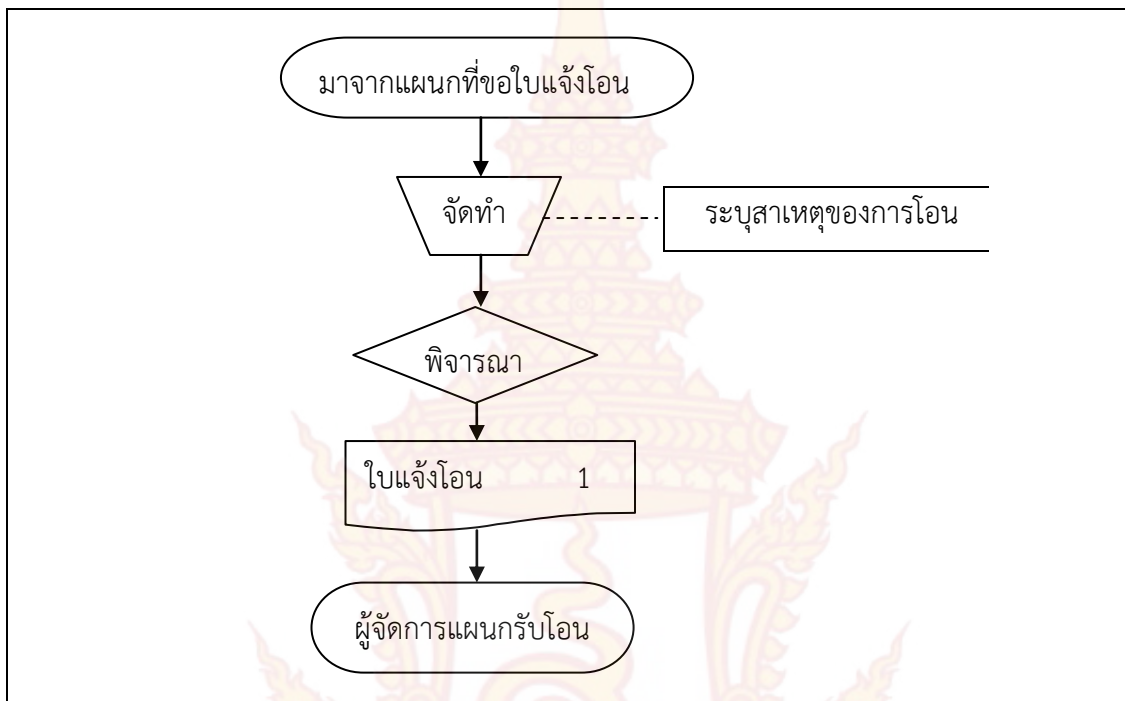 มาจากแผนกที่ขอใบแจ้งโอน
จัดทำ
ระบุสาเหตุของการโอน
พิจารณา
ใบแจ้งโอน 1
ผู้จัดการแผนกรับโอน